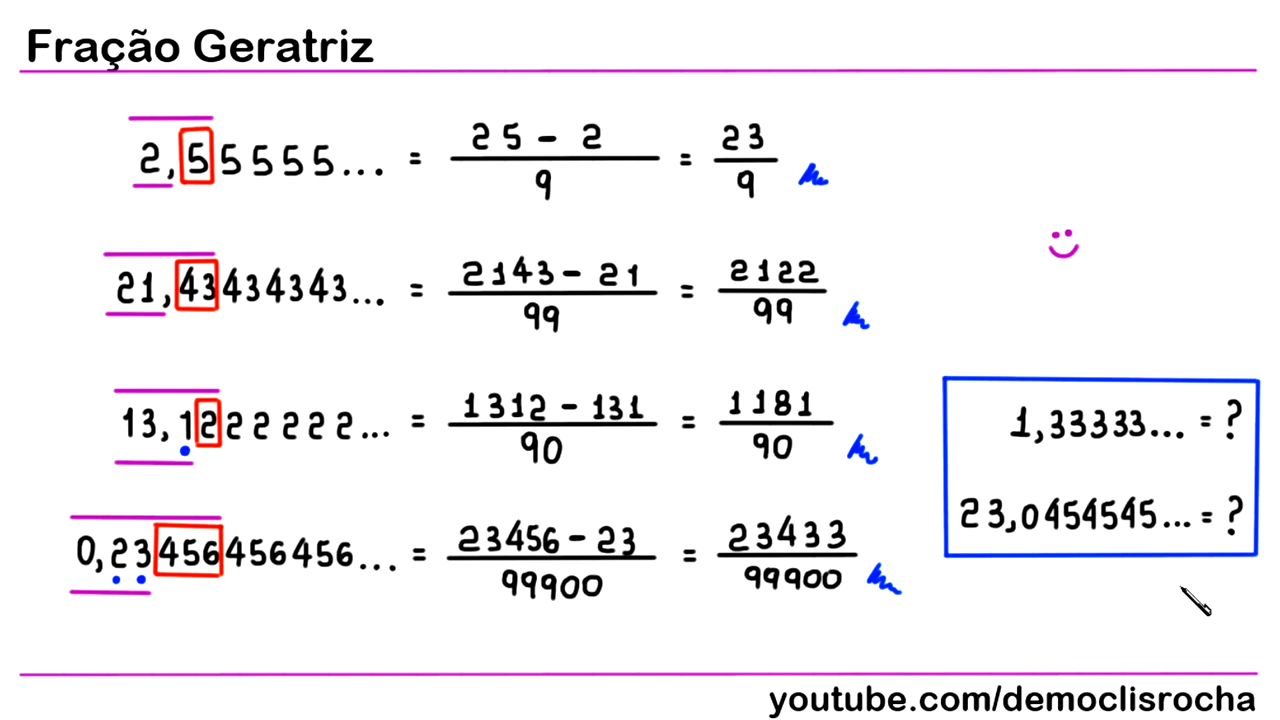 Fração Geratriz
2,55555... = 25 - 2 / 9 = 23 / 9
21,43434343... = 2143 - 21 / 99 = 2122 / 99
13,1222222... = 1312 - 131 / 90 = 1181 / 90
1,33333... = ?
23,0454545... = ?
0,23456456456... = 23456 - 23 / 99900 = 23433 / 99900
youtube.com/democlisrocha